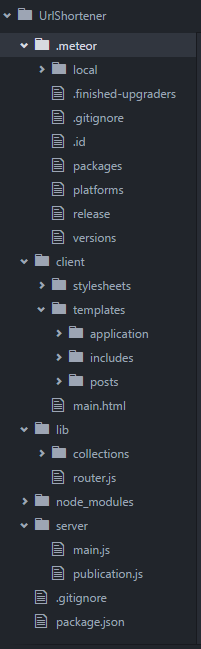 UrlShortener
.meteor
local
.finished-upgraders
.gitignore
.id
packages
platforms
release
versions
client
stylesheets
templates
application
includes
posts
main.html
lib
collections
router.js
node_modules
server
main.js
publication.js
.gitignore
package.json